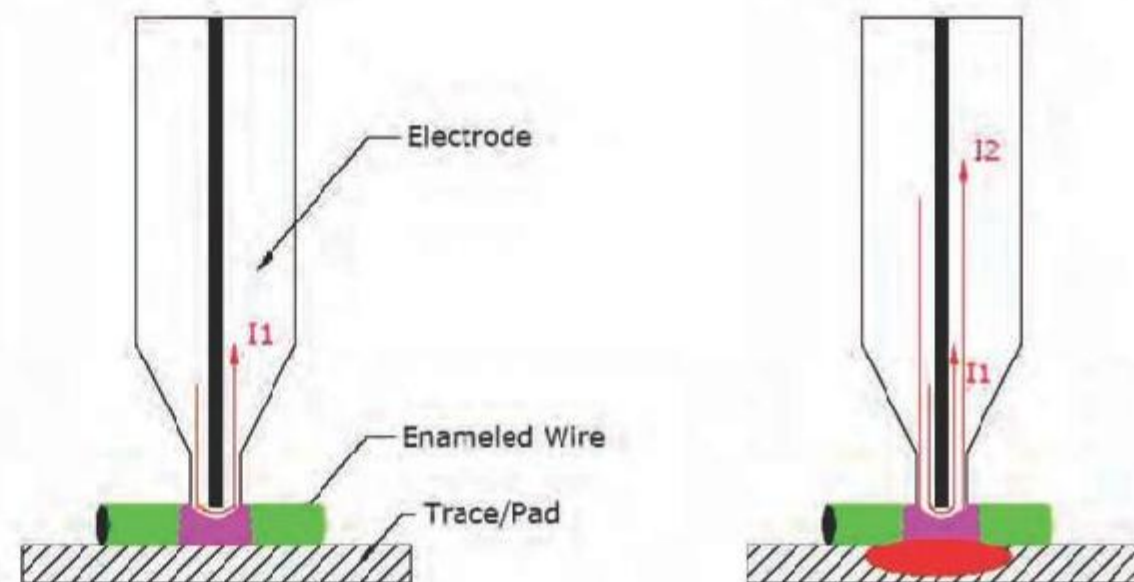 Electrode
I2
I1
I1
Enameled Wire
Trace/Pad